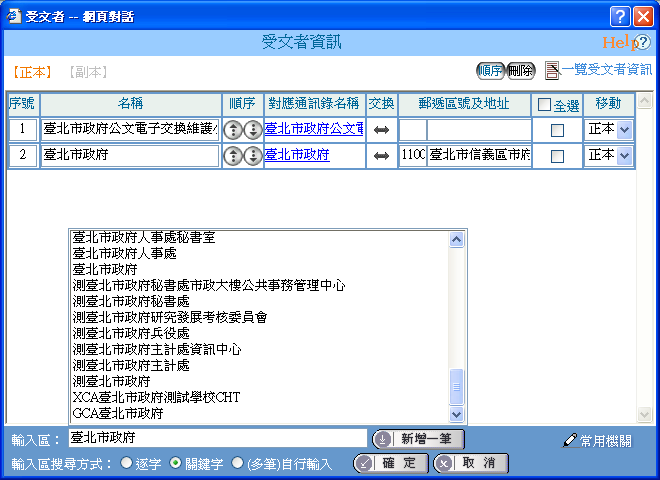 受文者 -- 網頁對話
受文者資訊
Help?
【正本】 【副本】 順序 刪除 一覽受文者資訊
序號 名稱 順序 對應通訊錄名稱 交換 郵遞區號及地址 全選 移動
1 臺北市政府公文電子交換維護 臺北市政府公文電 正本
2 臺北市政府 臺北市政府 1100 臺北市信義區市府 正本
臺北市政府人事處秘書室
臺北市政府人事處
臺北市政府
測臺北市政府秘書處市政大樓公共事務管理中心
測臺北市政府秘書處
測臺北市政府研究發展考核委員會
測臺北市政府兵役處
測臺北市政府主計處資訊中心
測臺北市政府主計處
測臺北市政府
XCA臺北市政府測試學校CHT
GCA臺北市政府
輸入區： 臺北市政府 新增一筆 常用機關
輸入區搜尋方式： 逐字 關鍵字 (多筆)自行輸入 確 定 取 消